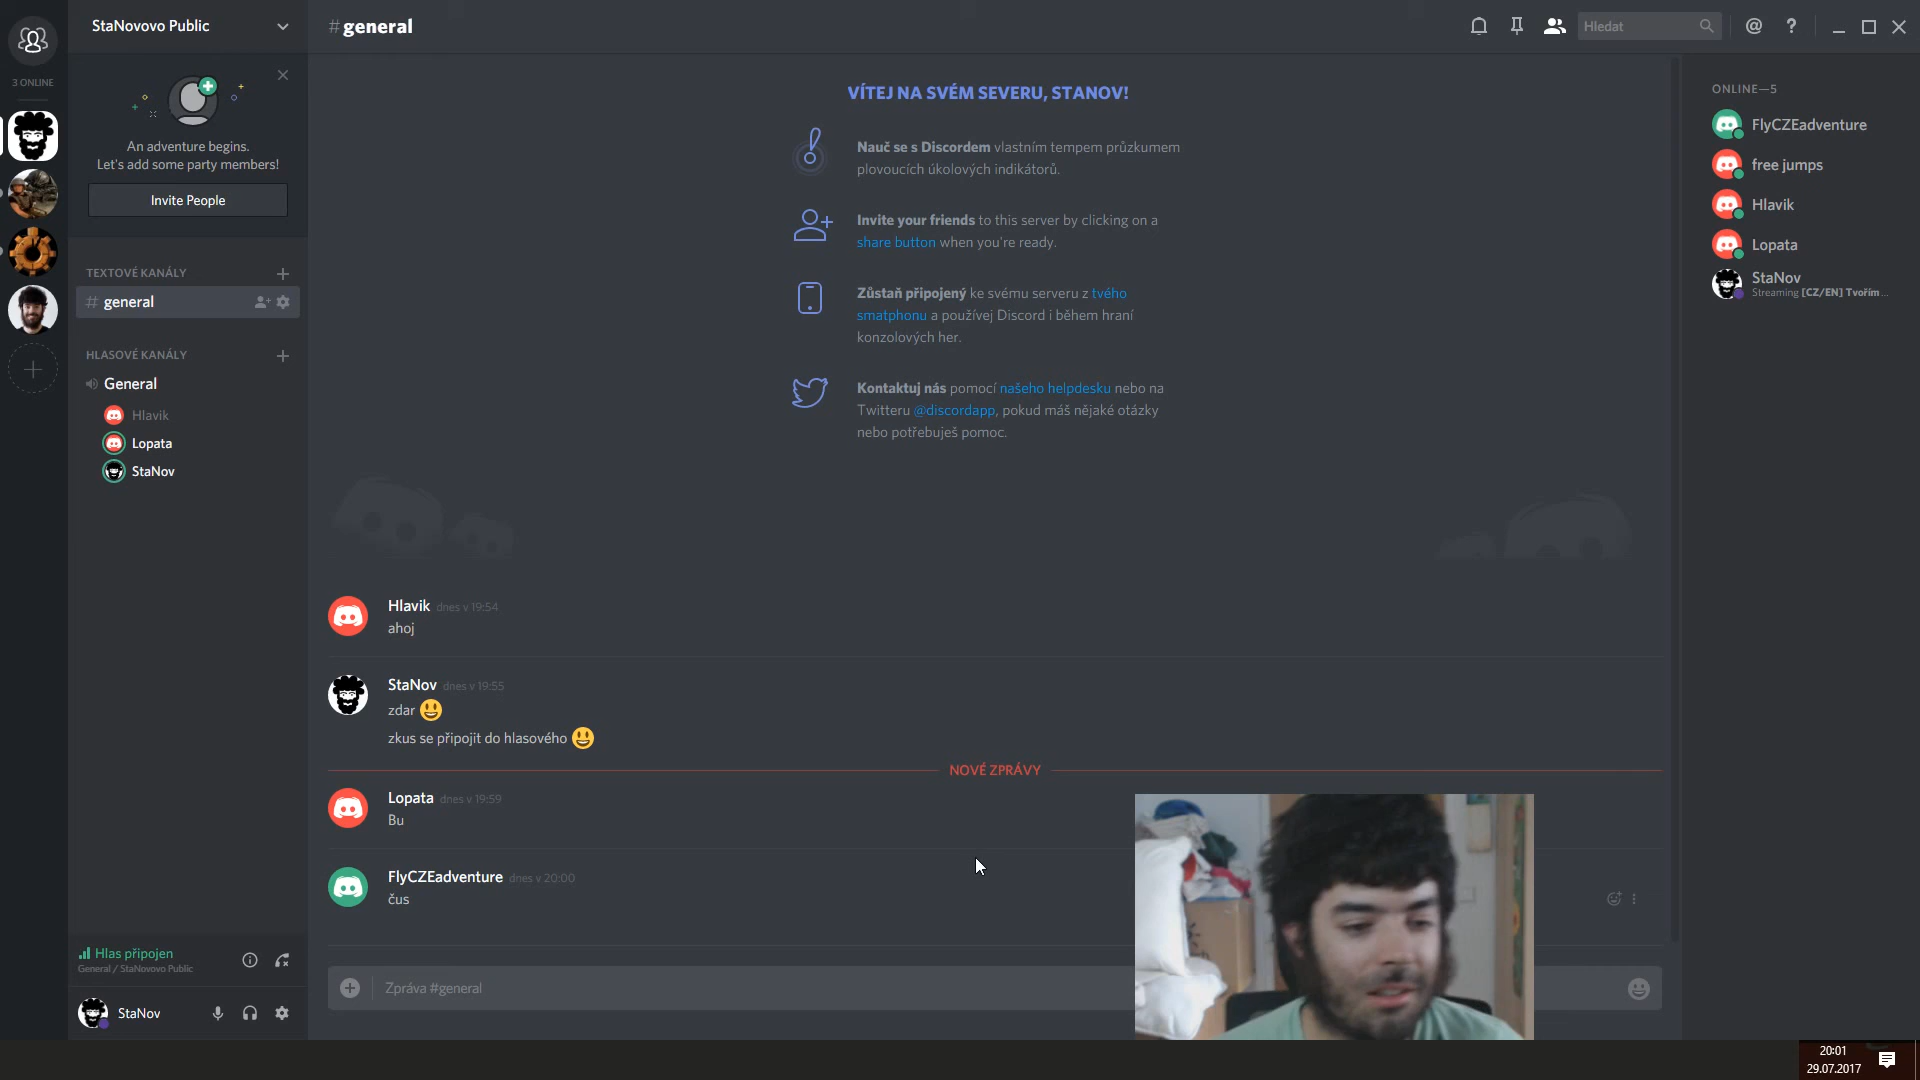 StaNovovo Public
#general
Hledat
3 ONLINE
An adventure begins.
Let's add some party members!
Invite People
TEXTOVÉ KANÁLY
# general
HLASOVÉ KANÁLY
General
Hlavik
Lopata
StaNov
Hlas připojen
General / StaNovovo Public
StaNov
VÍTEJ NA SVÉM SEVERU, STANOV!
Nauč se s Discordem vlastním tempem průzkumem
plovoucích úkolových indikátorů.
Invite your friends to this server by clicking on a
share button when you're ready.
Zůstaň připojený ke svému serveru z tvého
smatphonu a používej Discord i během hraní
konzolových her.
Kontaktuj nás pomocí našeho helpdesku nebo na
Twitteru @discordapp, pokud máš nějaké otázky
nebo potřebuješ pomoc.
Hlavik dnes v 19:54
ahoj
StaNov dnes v 19:55
zdar
zkus se připojit do hlasového
NOVÉ ZPRÁVY
Lopata dnes v 19:59
Bu
FlyCZEadventure dnes v 20:00
čus
Zpráva #general
ONLINE—5
FlyCZEadventure
free jumps
Hlavik
Lopata
StaNov
Streaming [CZ/EN] Tvořím ...
20:01
29.07.2017